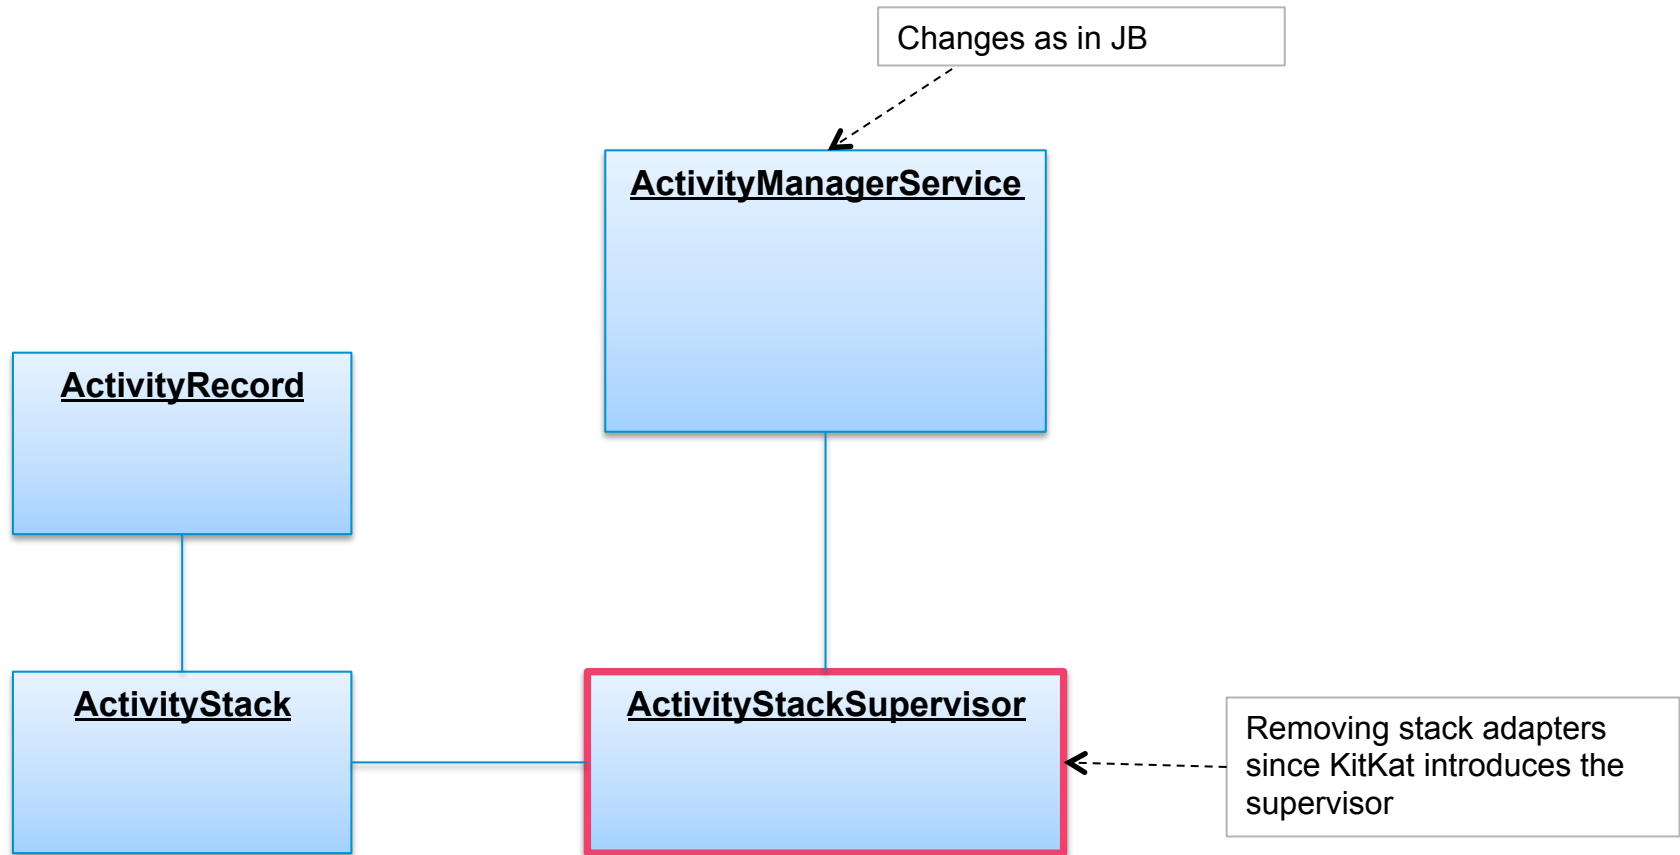 Changes as in JB
ActivityManagerService
ActivityRecord
ActivityStack
ActivityStackSupervisor
Removing stack adapters
since KitKat introduces the
supervisor